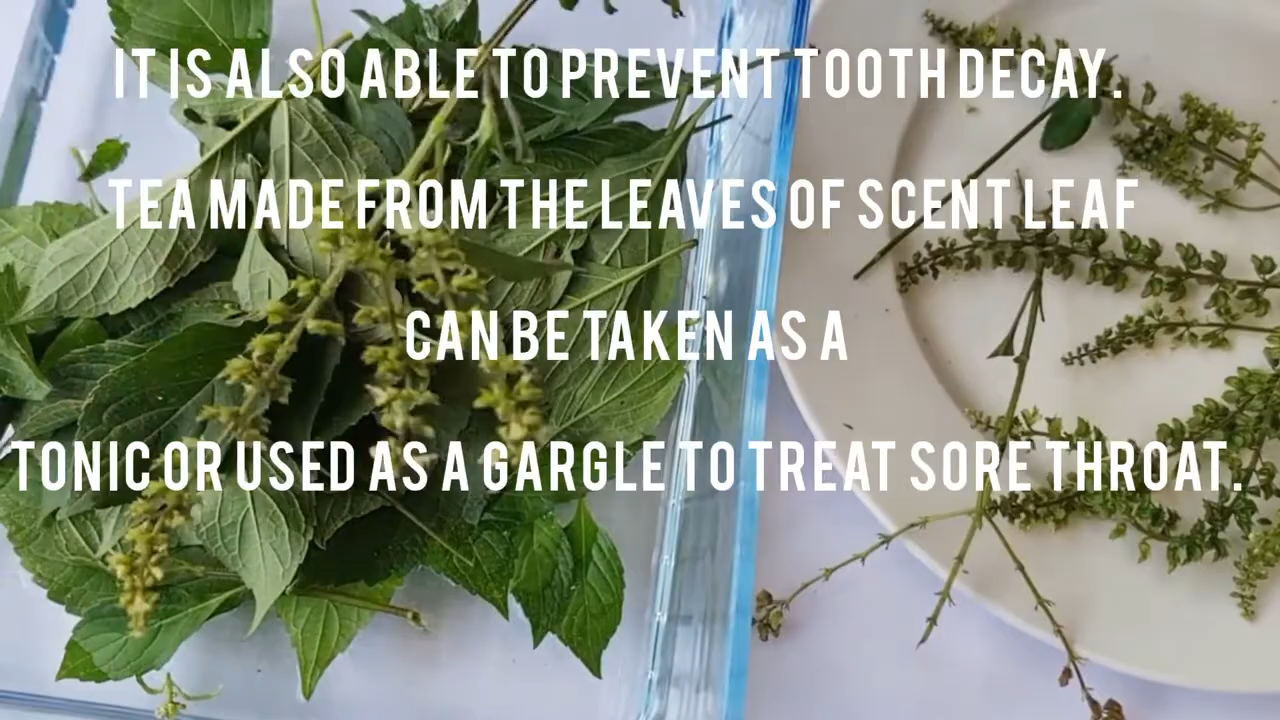 IT IS ALSO ABLE TO PREVENT TOOTH DECAY.
TEA MADE FROM THE LEAVES OF SCENT LEAF
CAN BE TAKEN AS A
TONIC OR USED AS A GARGLE TO TREAT SORE THROAT.